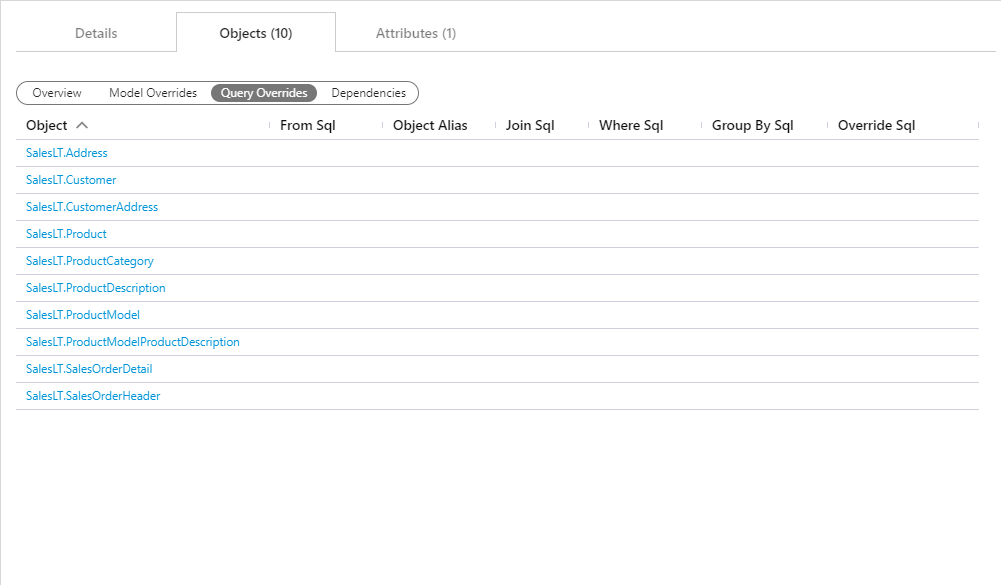 Details Objects (10) Attributes (1)
Overview Model Overrides Query Overrides Dependencies
Object From Sql Object Alias Join Sql Where Sql Group By Sql Override Sql
SalesLT.Address
SalesLT.Customer
SalesLT.CustomerAddress
SalesLT.Product
SalesLT.ProductCategory
SalesLT.ProductDescription
SalesLT.ProductModel
SalesLT.ProductModelProductDescription
SalesLT.SalesOrderDetail
SalesLT.SalesOrderHeader